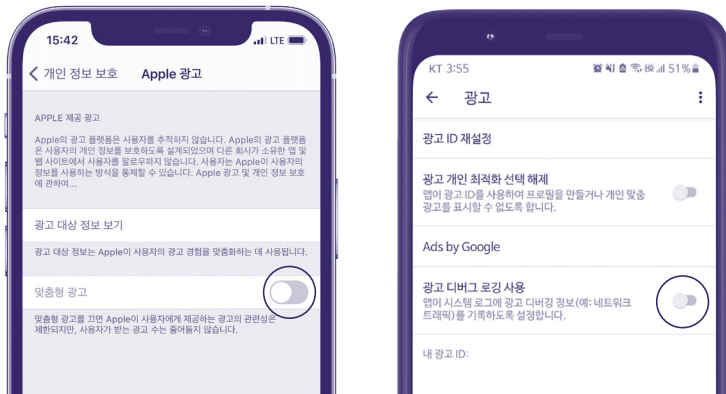 15:42
LTE
개인 정보 보호
Apple 광고
APPLE 제공 광고
Apple의 광고 플랫폼은 사용자를 추적하지 않습니다. Apple의 광고 플랫폼
은 사용자의 개인 정보를 보호하도록 설계되었으며 다른 회사가 소유한 앱 및
웹 사이트에서 사용자를 팔로우하지 않습니다. 사용자는 Apple이 사용자의
정보를 사용하는 방식을 통제할 수 있습니다. Apple 광고 및 개인 정보 보호
에 관하여...
광고 대상 정보 보기
광고 대상 정보는 Apple이 사용자의 광고 경험을 맞춤화하는 데 사용됩니다.
맞춤형 광고
맞춤형 광고를 끄면 Apple이 사용자에게 제공하는 광고의 관련성은
제한되지만, 사용자가 받는 광고 수는 줄어들지 않습니다.
KT 3:55
51%
광고
광고 ID 재설정
광고 개인 최적화 선택 해제
앱이 광고 ID를 사용하여 프로필을 만들거나 개인 맞춤
광고를 표시할 수 없도록 합니다.
Ads by Google
광고 디버그 로깅 사용
앱이 시스템 로그에 광고 디버깅 정보(예: 네트워크
트래픽)를 기록하도록 설정합니다.
내 광고 ID: